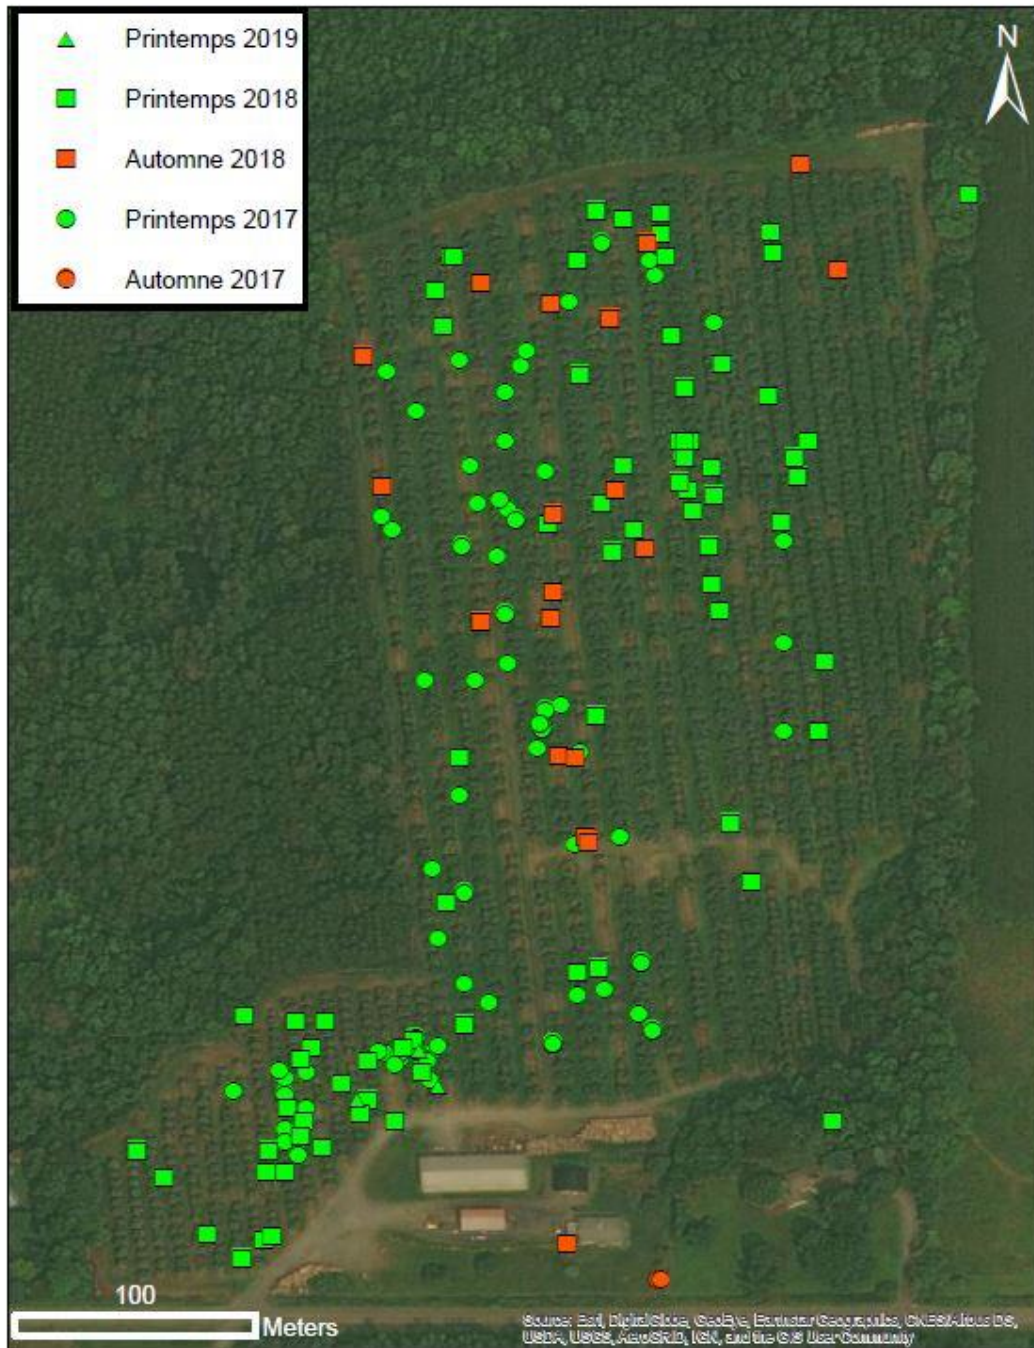 Printemps 2019
Printemps 2018
Automne 2018
Printemps 2017
Automne 2017
N
100
Meters
Source: Esri, DigitalGlobe, GeoEye, Earthstar Geographics, CNES/Airbus DS,
USDA, USGS, AeroGRID, IGN, and the GIS User Community